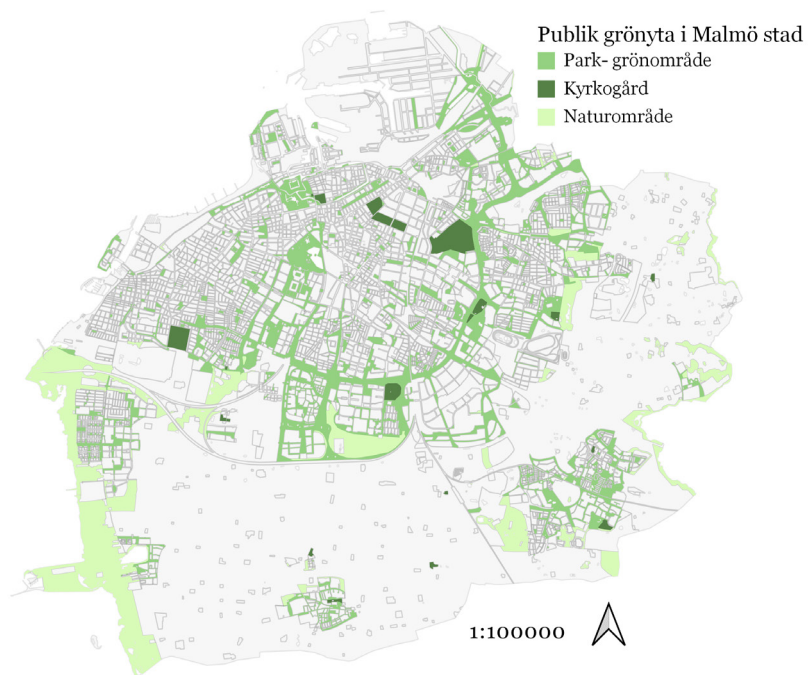 Publik grönyta i Malmö stad
Park- grönområde
Kyrkogård
Naturområde
1:100000